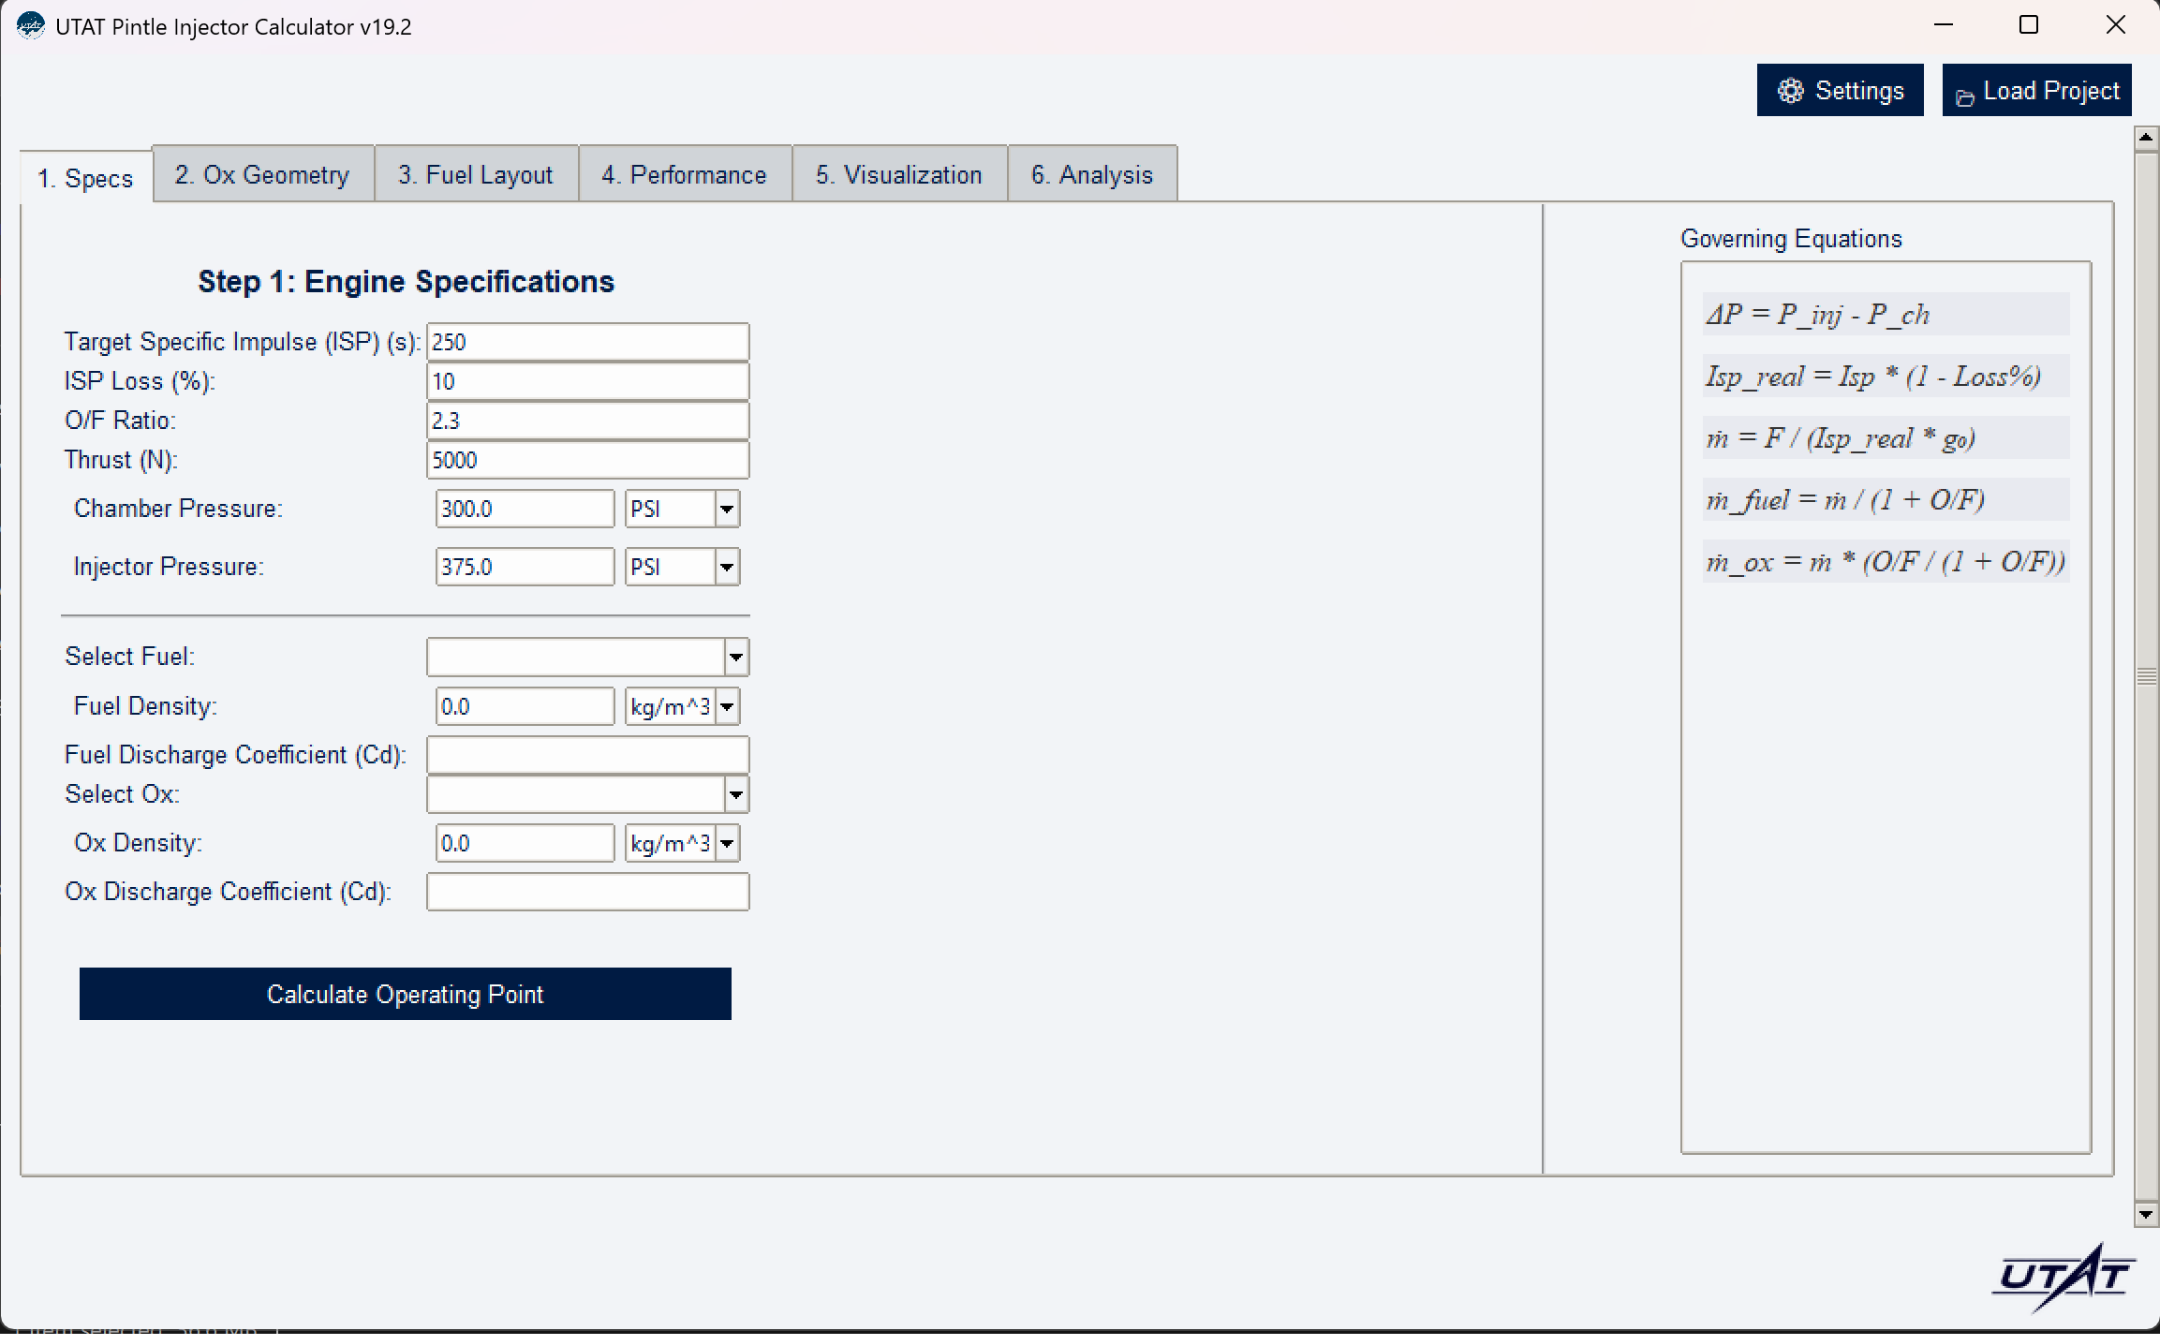 UTAT Pintle Injector Calculator v19.2
Settings
Load Project
1. Specs
2. Ox Geometry
3. Fuel Layout
4. Performance
5. Visualization
6. Analysis
Step 1: Engine Specifications
Target Specific Impulse (ISP) (s): 250
ISP Loss (%): 10
O/F Ratio: 2.3
Thrust (N): 5000
Chamber Pressure: 300.0 PSI
Injector Pressure: 375.0 PSI
Select Fuel:
Fuel Density: 0.0 kg/m^3
Fuel Discharge Coefficient (Cd):
Select Ox:
Ox Density: 0.0 kg/m^3
Ox Discharge Coefficient (Cd):
Calculate Operating Point
Governing Equations
ΔP = P_inj - P_ch
Isp_real = Isp * (1 - Loss%)
ṁ = F / (Isp_real * g₀)
ṁ_fuel = ṁ / (1 + O/F)
ṁ_ox = ṁ * (O/F / (1 + O/F))
UTAT